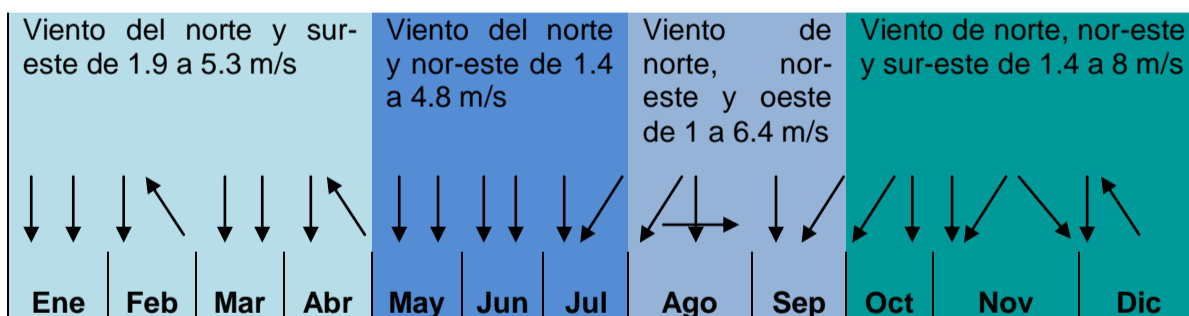 Viento del norte y sur-
este de 1.9 a 5.3 m/s
Viento del norte
y nor-este de 1.4
a 4.8 m/s
Viento de
norte, nor-
este y oeste
de 1 a 6.4 m/s
Viento de norte, nor-este
y sur-este de 1.4 a 8 m/s
Ene Feb Mar Abr May Jun Jul Ago Sep Oct Nov Dic